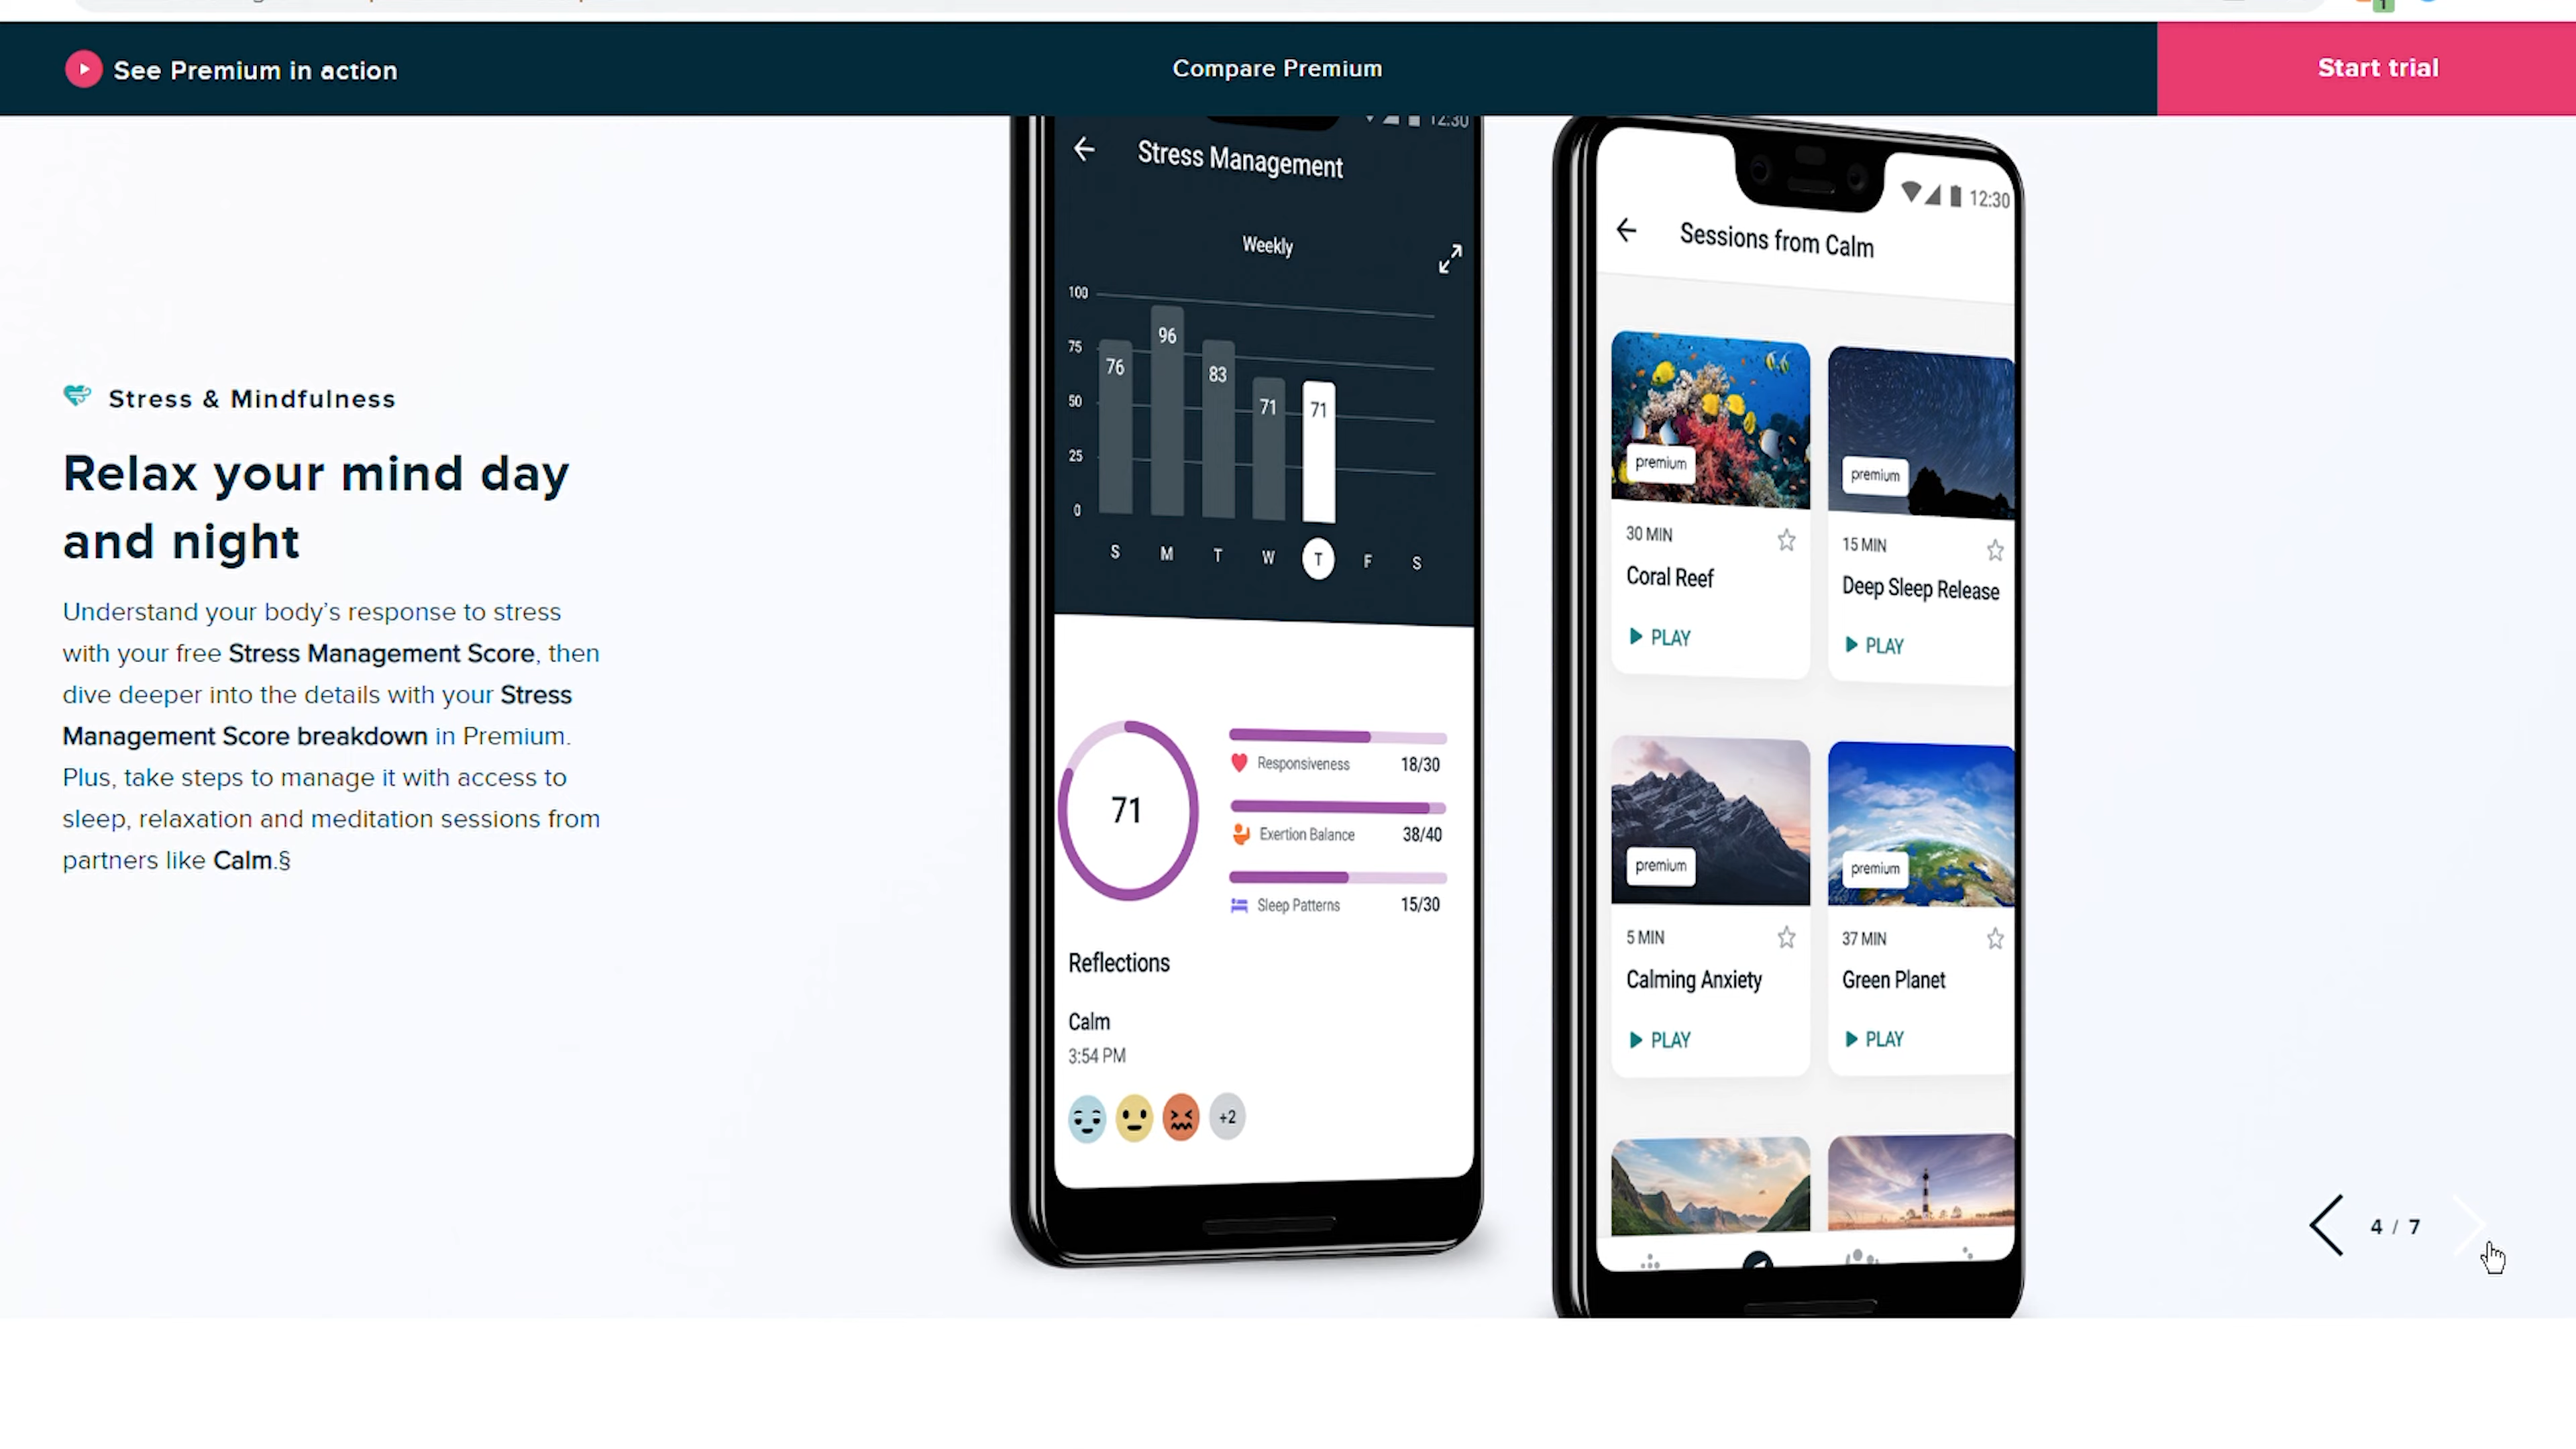 See Premium in action
Compare Premium
Start trial
Stress & Mindfulness
Relax your mind day
and night
Understand your body’s response to stress
with your free Stress Management Score, then
dive deeper into the details with your Stress
Management Score breakdown in Premium.
Plus, take steps to manage it with access to
sleep, relaxation and meditation sessions from
partners like Calm.§
12:30
Stress Management
Weekly
100
75
50
25
0
76
96
83
71
71
S M T W T F S
71
Responsiveness 18/30
Exertion Balance 38/40
Sleep Patterns 15/30
Reflections
Calm
3:54 PM
+2
12:30
Sessions from Calm
premium
30 MIN
Coral Reef
PLAY
premium
15 MIN
Deep Sleep Release
PLAY
premium
5 MIN
Calming Anxiety
PLAY
premium
37 MIN
Green Planet
PLAY
4 / 7
1